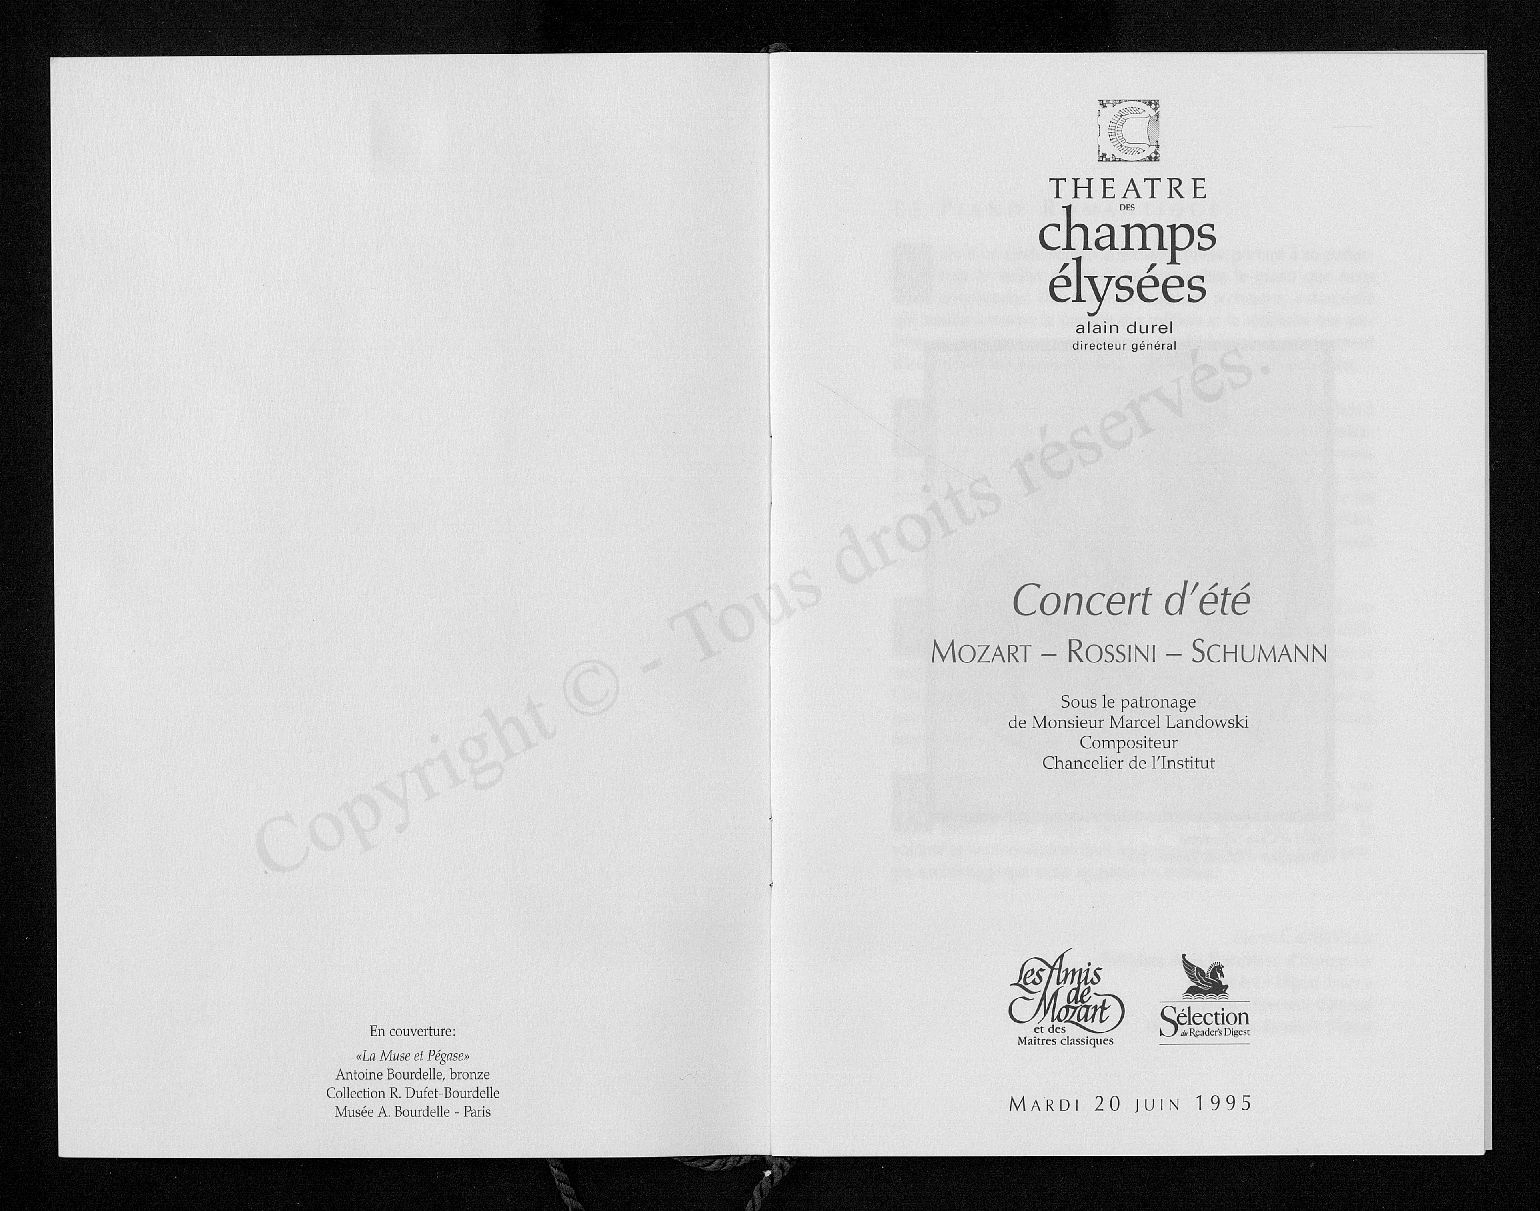 En couverture:
«La Muse et Pégase»
Antoine Bourdelle, bronze
Collection R. Dufet-Bourdelle
Musée A. Bourdelle - Paris
THEATRE
DES
champs
élysées
alain durel
directeur général
Concert d'été
MOZART – ROSSINI – SCHUMANN
Sous le patronage
de Monsieur Marcel Landowski
Compositeur
Chancelier de l'Institut
Les Amis
de
Mozart
et des
Maîtres classiques
Sélection
du Reader's Digest
MARDI 20 JUIN 1995
Copyright © - Tous droits réservés.